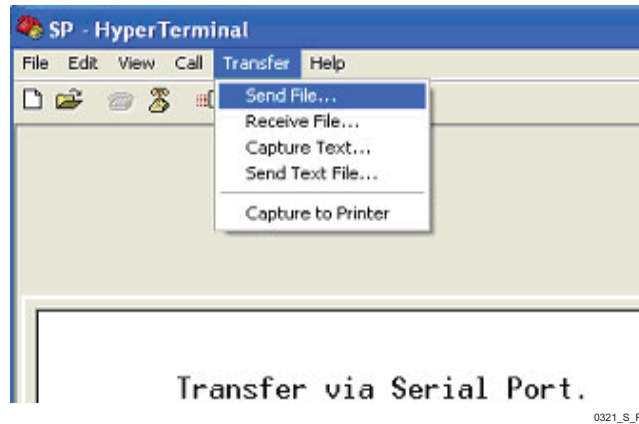 SP - HyperTerminal
File Edit View Call Transfer Help
Send File...
Receive File...
Capture Text...
Send Text File...
Capture to Printer
Transfer via Serial Port.